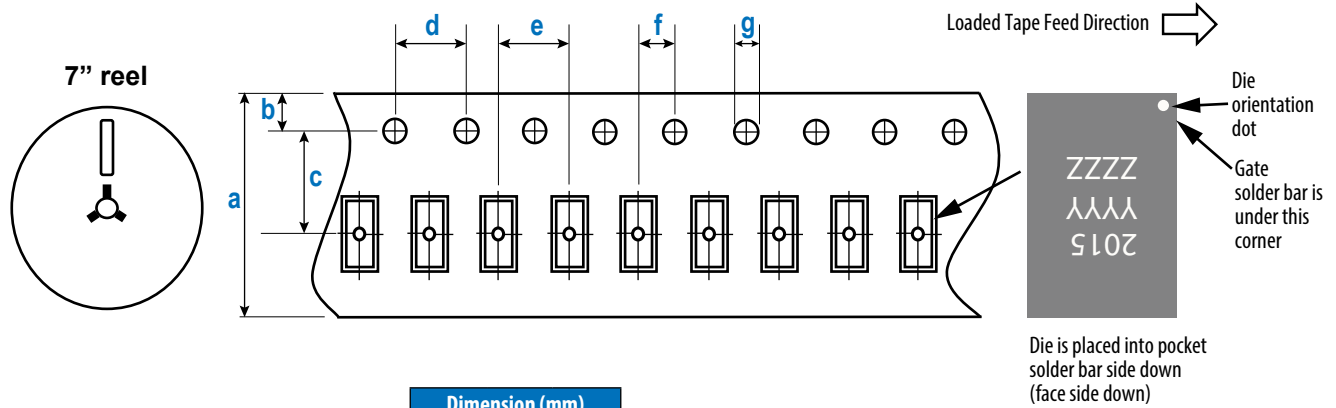 Loaded Tape Feed Direction
7” reel
a
b
c
d
e
f
g
Die
orientation
dot
Gate
solder bar is
under this
corner
2015
YYYY
ZZZZ
Die is placed into pocket
solder bar side down
(face side down)
Dimension (mm)